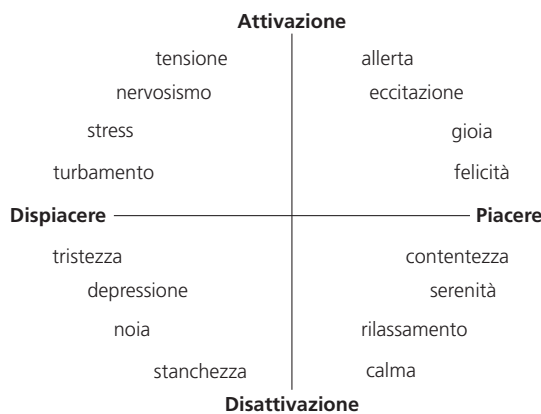 Attivazione
tensione allerta
nervosismo eccitazione
stress gioia
turbamento felicità
Dispiacere Piacere
tristezza contentezza
depressione serenità
noia rilassamento
stanchezza calma
Disattivazione